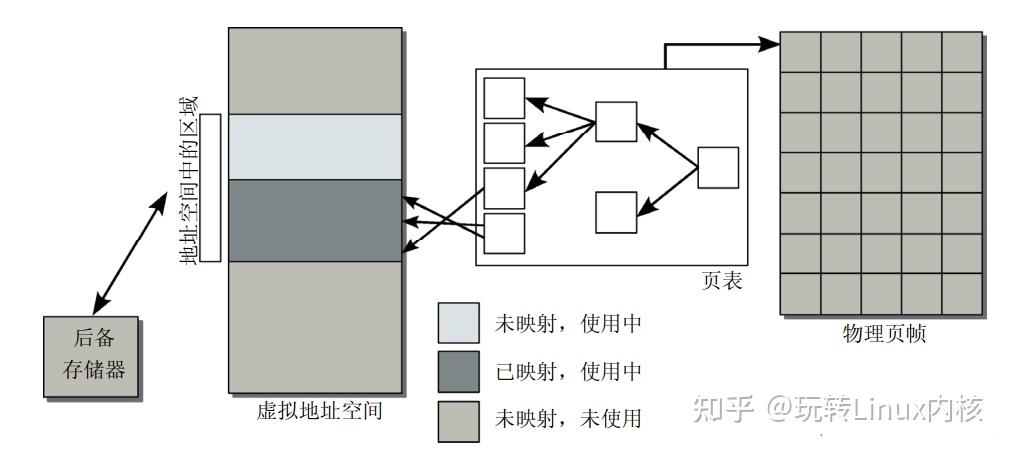 地址空间中的区域
后备
存储器
虚拟地址空间
页表
物理页帧
未映射，使用中
已映射，使用中
未映射，未使用
知乎 @玩转Linux内核